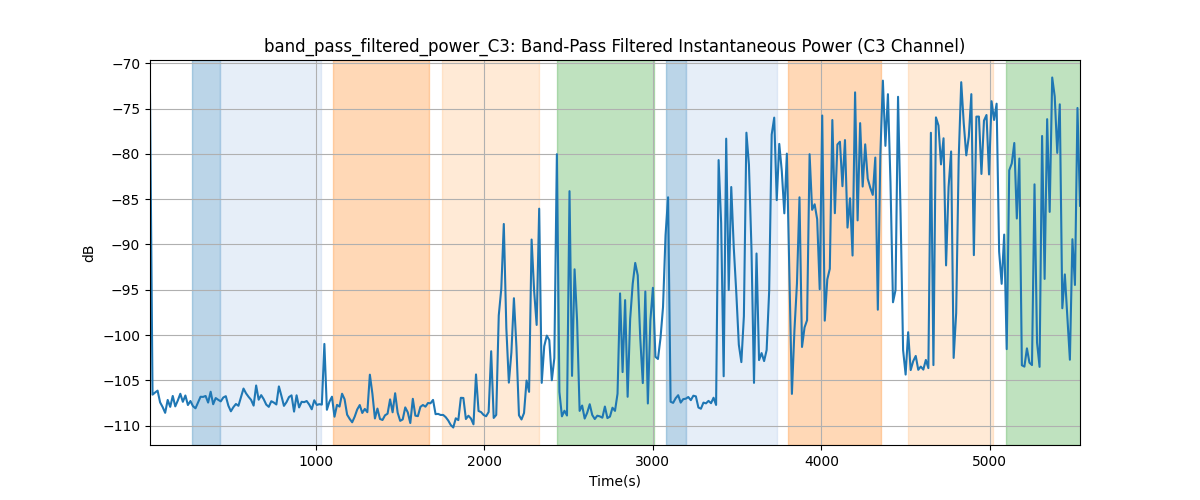 band_pass_filtered_power_C3: Band-Pass Filtered Instantaneous Power (C3 Channel)
−70
−75
−80
−85
−90
−95
−100
−105
−110
dB
1000 2000 3000 4000 5000
Time(s)